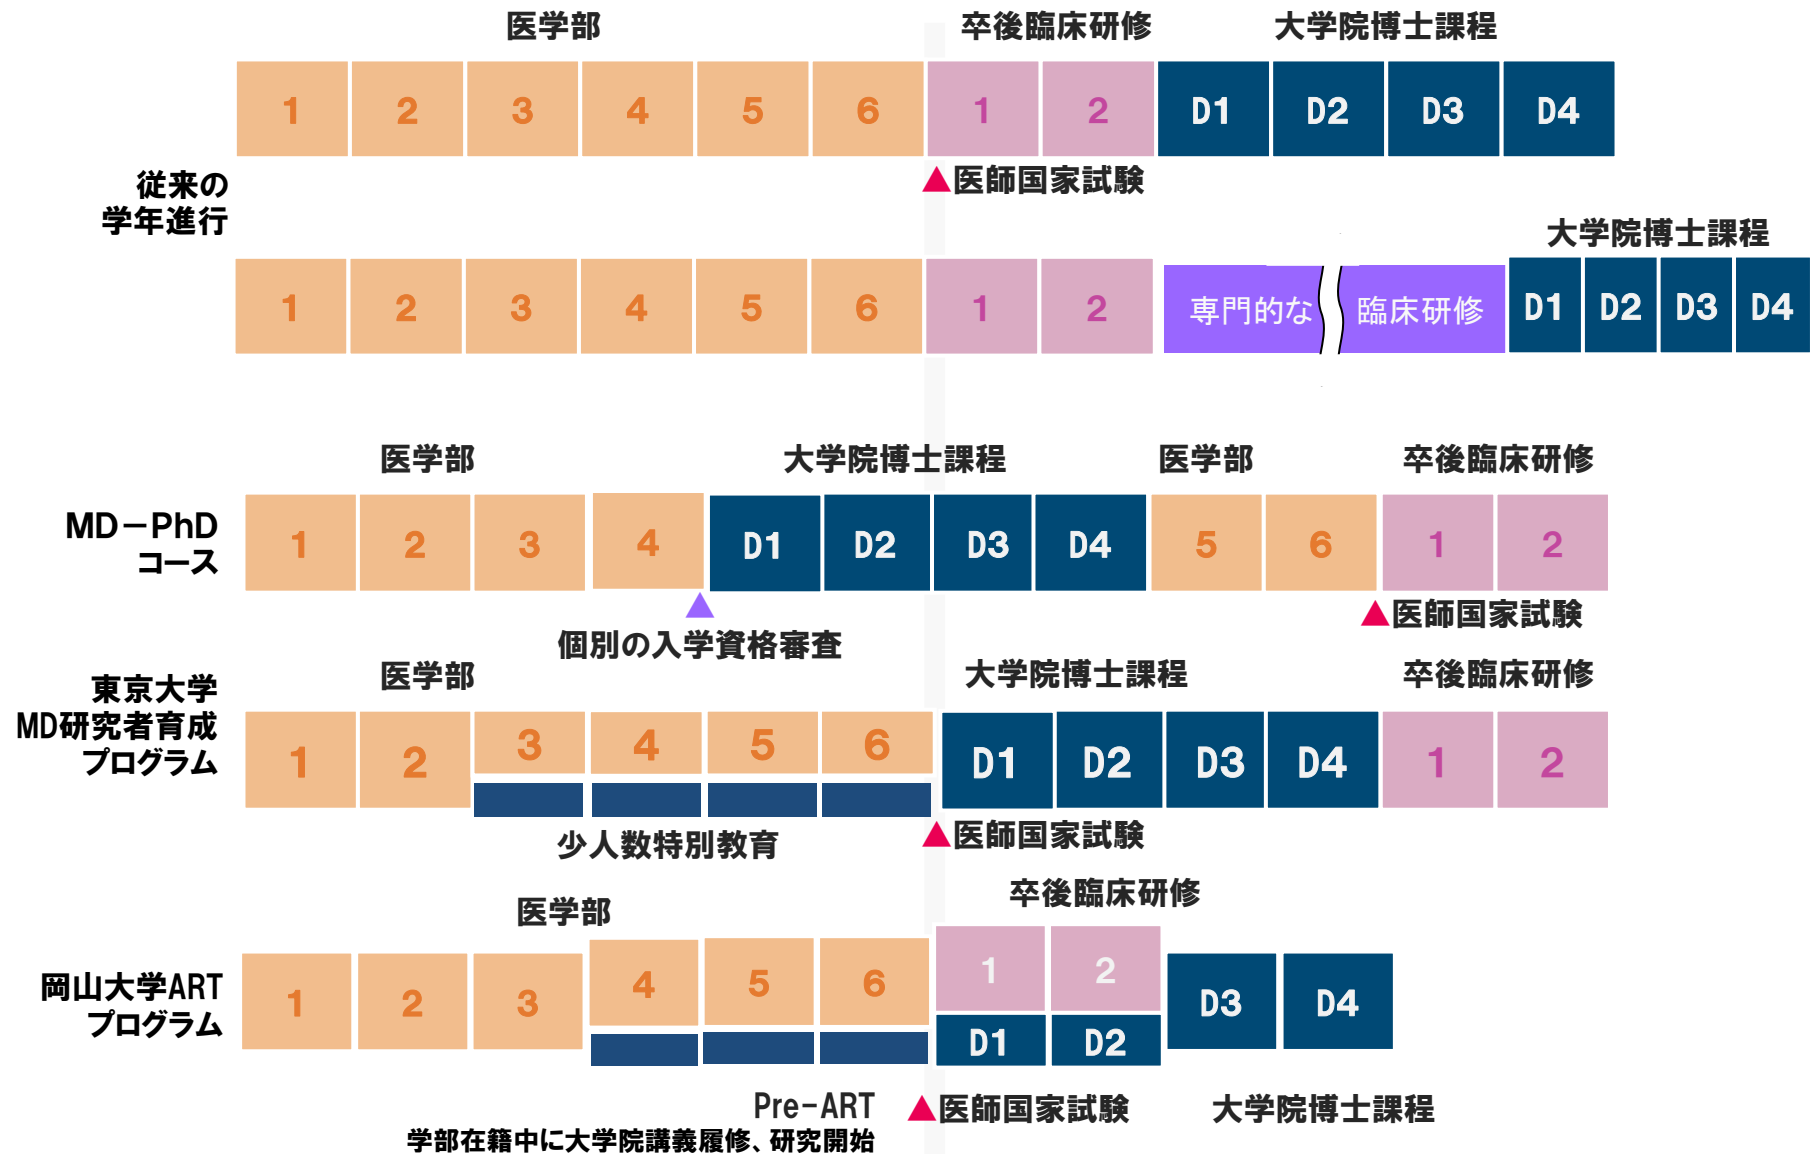 医学部 卒後臨床研修 大学院博士課程
1 2 3 4 5 6 1 2 D1 D2 D3 D4
▲医師国家試験
従来の
学年進行
大学院博士課程
1 2 3 4 5 6 1 2 専門的な 臨床研修 D1 D2 D3 D4
医学部 大学院博士課程 医学部 卒後臨床研修
MD－PhD
コース
1 2 3 4 D1 D2 D3 D4 5 6 1 2
▲医師国家試験
個別の入学資格審査
医学部 大学院博士課程 卒後臨床研修
東京大学
MD研究者育成
プログラム
1 2 3 4 5 6 D1 D2 D3 D4 1 2
少人数特別教育
▲医師国家試験
卒後臨床研修
医学部
岡山大学ART
プログラム
1 2 3 4 5 6 1 2 D3 D4
D1 D2
Pre−ART
▲医師国家試験 大学院博士課程
学部在籍中に大学院講義履修、研究開始